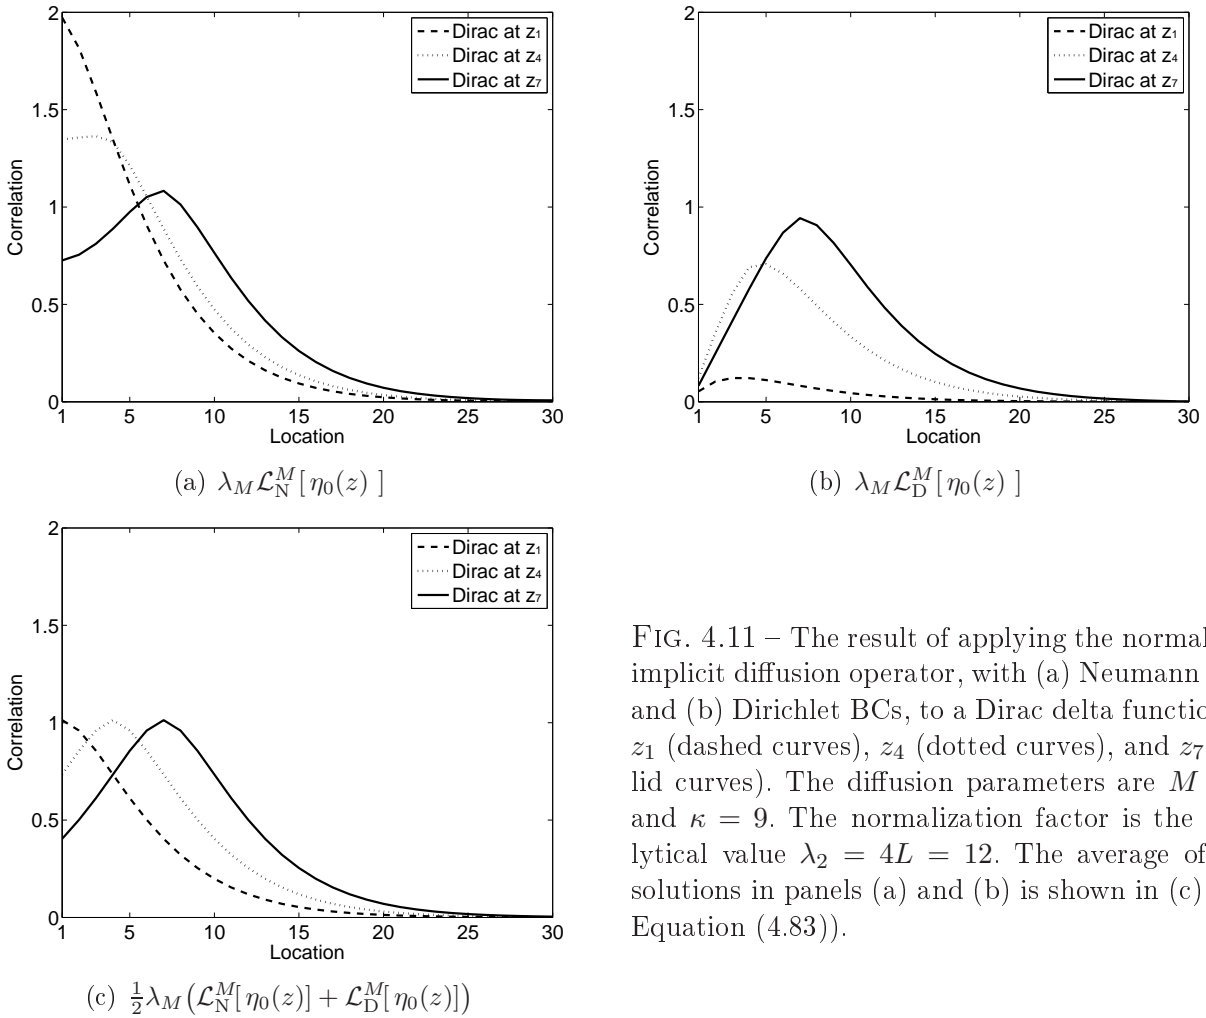 2
1.5
1
0.5
0
Correlation
1 5 10 15 20 25 30
Location
Dirac at z₁
Dirac at z₄
Dirac at z₇
(a) λ_M 𝓛_N^M[ η₀(z) ]
2
1.5
1
0.5
0
Correlation
1 5 10 15 20 25 30
Location
Dirac at z₁
Dirac at z₄
Dirac at z₇
(b) λ_M 𝓛_D^M[ η₀(z) ]
2
1.5
1
0.5
0
Correlation
1 5 10 15 20 25 30
Location
Dirac at z₁
Dirac at z₄
Dirac at z₇
(c) ½λ_M(𝓛_N^M[ η₀(z)] + 𝓛_D^M[ η₀(z)])
FIG. 4.11 – The result of applying the normal
implicit diffusion operator, with (a) Neumann
and (b) Dirichlet BCs, to a Dirac delta functio
z₁ (dashed curves), z₄ (dotted curves), and z₇
lid curves). The diffusion parameters are M
and κ = 9. The normalization factor is the
lytical value λ₂ = 4L = 12. The average of
solutions in panels (a) and (b) is shown in (c)
Equation (4.83)).